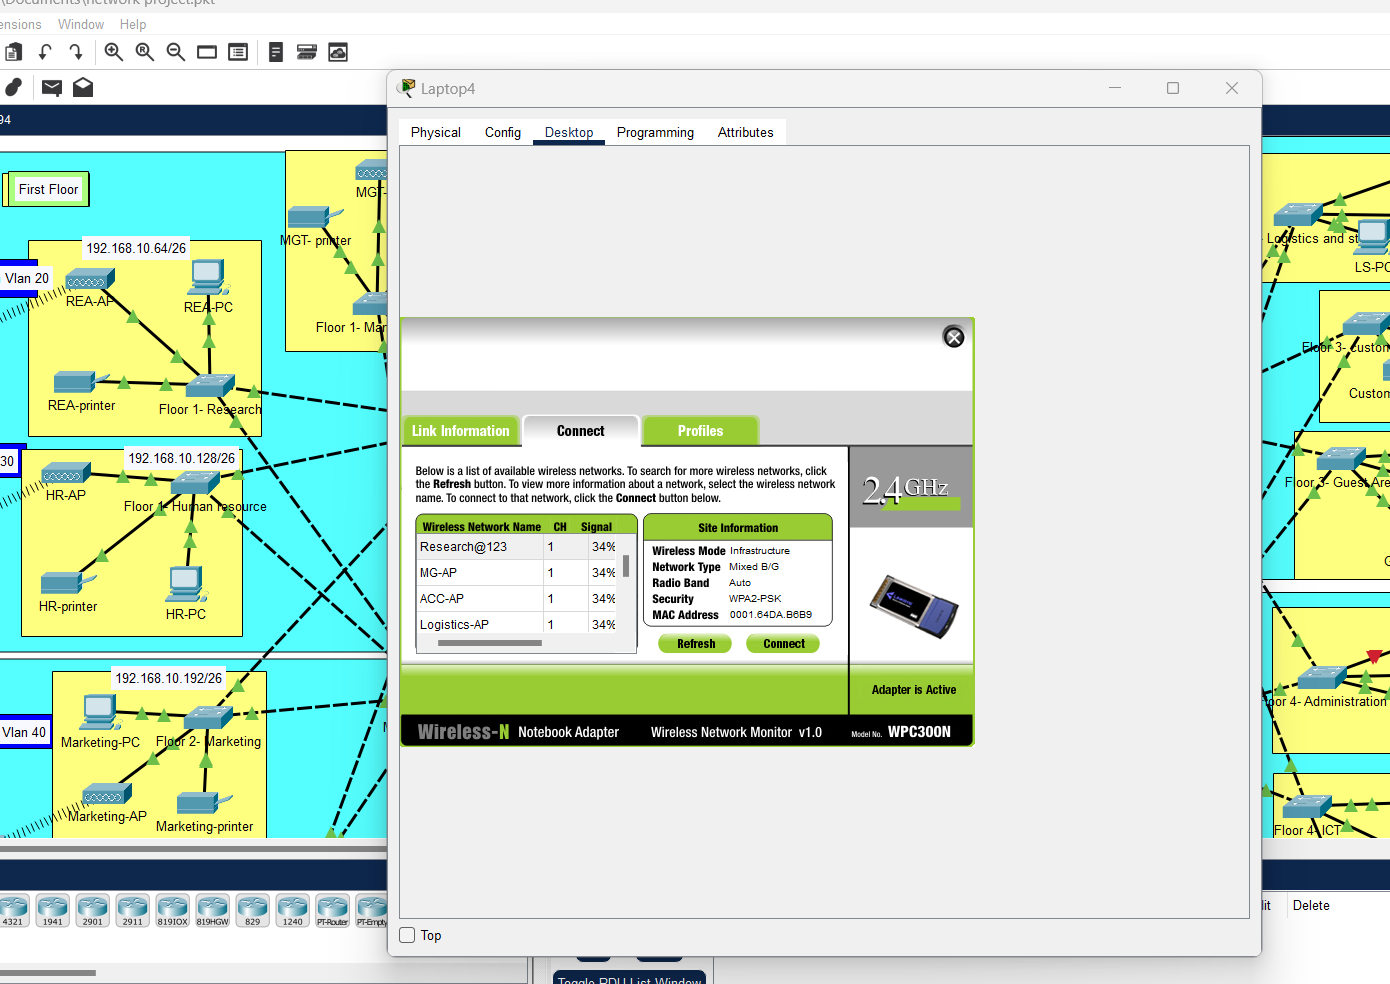 \Documents\network project.pkt
ensions Window Help
94
Laptop4
Physical Config Desktop Programming Attributes
First Floor
MGT-
MGT- printer
Floor 1- Mar
192.168.10.64/26
Vlan 20
REA-AP
REA-PC
REA-printer
Floor 1- Research
30
192.168.10.128/26
HR-AP
Floor 1- Human resource
HR-printer
HR-PC
192.168.10.192/26
Vlan 40
Marketing-PC
Floor 2- Marketing
Marketing-AP
Marketing-printer
Link Information Connect Profiles
Below is a list of available wireless networks. To search for more wireless networks, click
the Refresh button. To view more information about a network, select the wireless network
name. To connect to that network, click the Connect button below.
2.4GHz
Wireless Network Name CH Signal
Research@123 1 34%
MG-AP 1 34%
ACC-AP 1 34%
Logistics-AP 1 34%
Site Information
Wireless Mode Infrastructure
Network Type Mixed B/G
Radio Band Auto
Security WPA2-PSK
MAC Address 0001.64DA.B6B9
Refresh Connect
Adapter is Active
Wireless-N Notebook Adapter Wireless Network Monitor v1.0 Model No. WPC300N
Logistics and st
LS-PC
Floor 3- custom
Custom
Floor 3- Guest Are
G
oor 4- Administration
Floor 4- ICT
4321 1941 2901 2911 819IOX 819HGW 829 1240 PT-Router PT-Empty
dit Delete
Top
Toggle PDU List Window